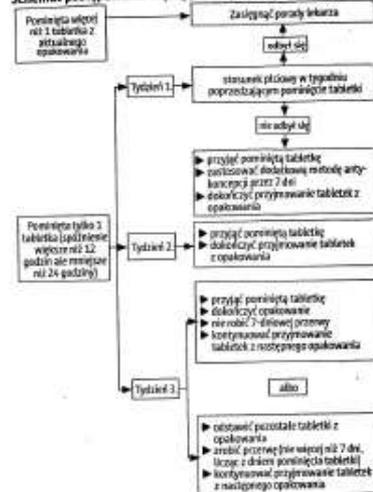 Pominięta więcej
niż 1 tabletka z
aktualnego
opakowania
Zasięgnąć porady lekarza
odbył się
Tydzień 1.
stosunek płciowy w tygodniu
poprzedzającym pominięcie tabletki
nie odbył się
► przyjąć pominiętą tabletkę
► zastosować dodatkową metodę anty-
koncepcji przez 7 dni
► dokończyć przyjmowanie tabletek z
opakowania
Pominięta tylko 1
tabletka (spóźnienie
większe niż 12
godzin ale mniejsze
niż 24 godziny)
Tydzień 2.
► przyjąć pominiętą tabletkę
► dokończyć przyjmowanie tabletek
z opakowania
► przyjąć pominiętą tabletkę
► dokończyć opakowanie
► nie robić 7-dniowej przerwy
► kontynuować przyjmowanie
tabletek z następnego opakowania
Tydzień 3.
albo
► odstawić pozostałe tabletki z
opakowania
► zrobić przerwę (nie więcej niż 7 dni,
licząc z dniem pominięcia tabletki)
► kontynuować przyjmowanie tabletek
z następnego opakowania